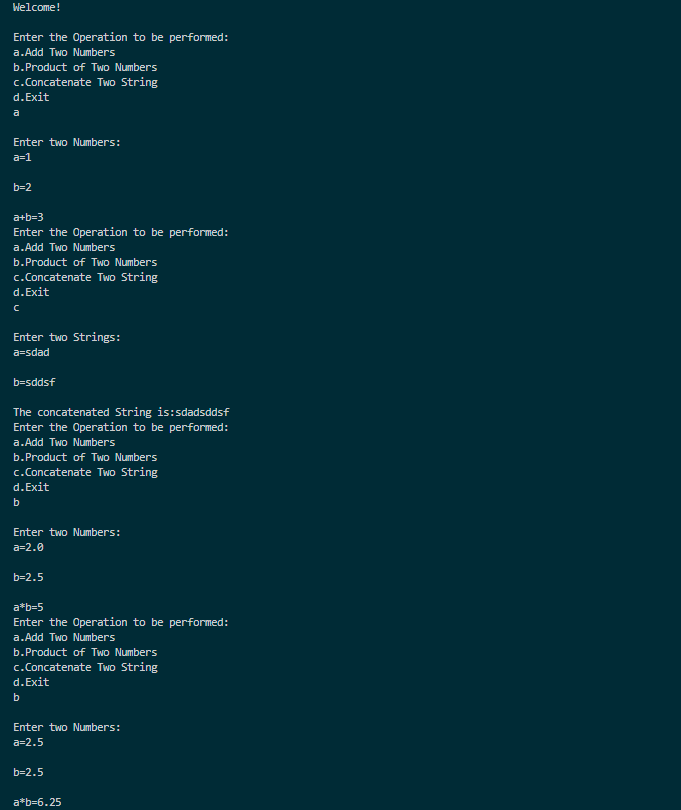 Welcome!
Enter the Operation to be performed:
a.Add Two Numbers
b.Product of Two Numbers
c.Concatenate Two String
d.Exit
a
Enter two Numbers:
a=1
b=2
a+b=3
Enter the Operation to be performed:
a.Add Two Numbers
b.Product of Two Numbers
c.Concatenate Two String
d.Exit
c
Enter two Strings:
a=sdad
b=sddsf
The concatenated String is:sdadsddsf
Enter the Operation to be performed:
a.Add Two Numbers
b.Product of Two Numbers
c.Concatenate Two String
d.Exit
b
Enter two Numbers:
a=2.0
b=2.5
a*b=5
Enter the Operation to be performed:
a.Add Two Numbers
b.Product of Two Numbers
c.Concatenate Two String
d.Exit
b
Enter two Numbers:
a=2.5
b=2.5
a*b=6.25